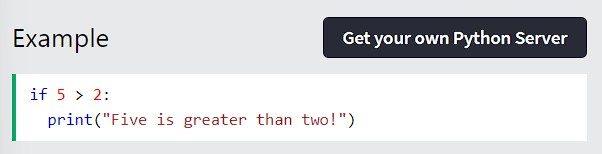 Example
Get your own Python Server
if 5 > 2:
  print("Five is greater than two!")